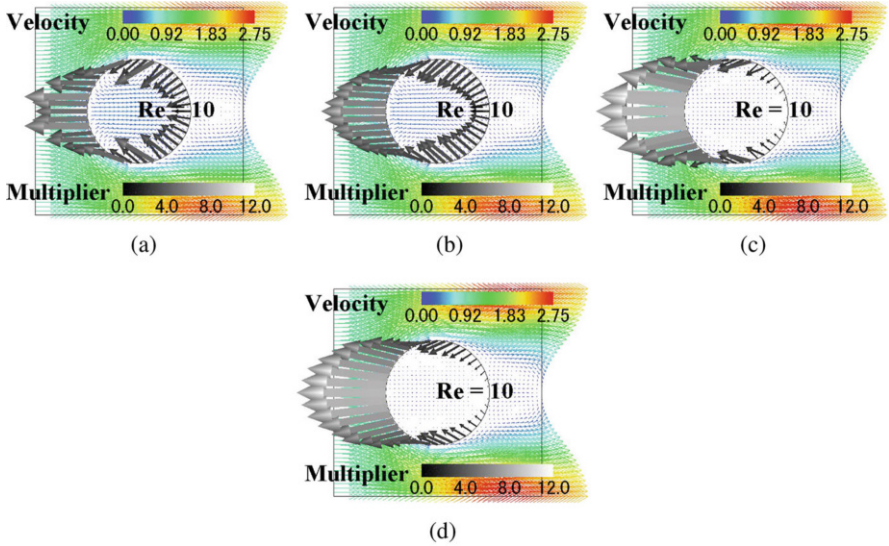 Velocity
0.00 0.92 1.83 2.75
Re = 10
Multiplier
0.0 4.0 8.0 12.0
(a)
Velocity
0.00 0.92 1.83 2.75
Re = 10
Multiplier
0.0 4.0 8.0 12.0
(b)
Velocity
0.00 0.92 1.83 2.75
Re = 10
Multiplier
0.0 4.0 8.0 12.0
(c)
Velocity
0.00 0.92 1.83 2.75
Re = 10
Multiplier
0.0 4.0 8.0 12.0
(d)